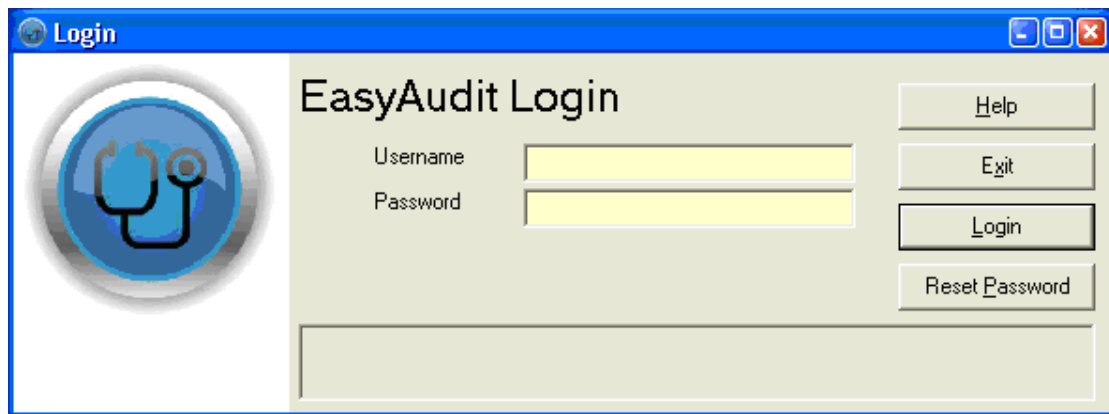 Login
EasyAudit Login
Username
Password
Help
Exit
Login
Reset Password